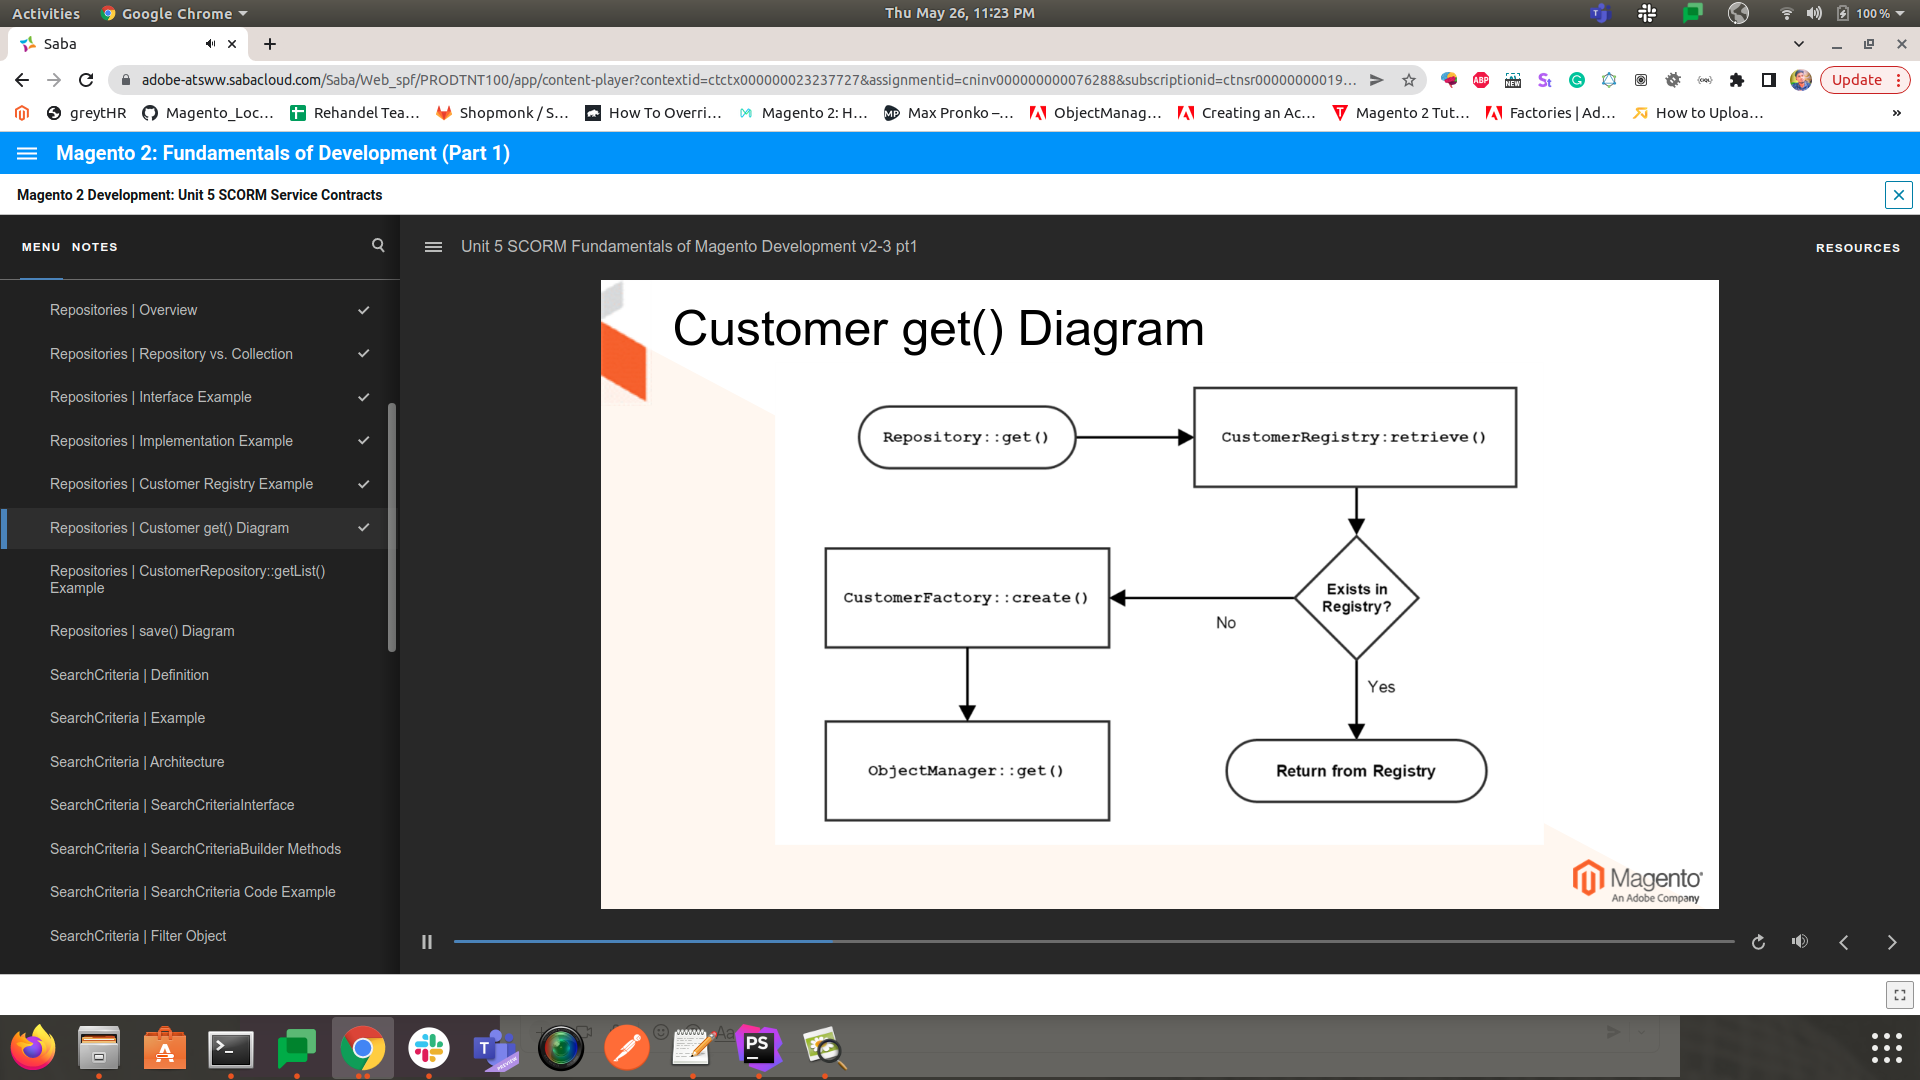 Activities
Google Chrome
Thu May 26, 11:23 PM
100 %
Saba
adobe-atsww.sabacloud.com/Saba/Web_spf/PRODTNT100/app/content-player?contextid=ctctx000000023237727&assignmentid=cninv000000000076288&subscriptionid=ctnsr00000000019...
ABP
NEW
St
Update
greytHR
Magento_Loc...
Rehandel Tea...
Shopmonk / S...
How To Overri...
Magento 2: H...
Max Pronko –...
ObjectManag...
Creating an Ac...
Magento 2 Tut...
Factories | Ad...
How to Uploa...
»
Magento 2: Fundamentals of Development (Part 1)
Magento 2 Development: Unit 5 SCORM Service Contracts
MENU
NOTES
Unit 5 SCORM Fundamentals of Magento Development v2-3 pt1
RESOURCES
Repositories | Overview
Repositories | Repository vs. Collection
Repositories | Interface Example
Repositories | Implementation Example
Repositories | Customer Registry Example
Repositories | Customer get() Diagram
Repositories | CustomerRepository::getList()
Example
Repositories | save() Diagram
SearchCriteria | Definition
SearchCriteria | Example
SearchCriteria | Architecture
SearchCriteria | SearchCriteriaInterface
SearchCriteria | SearchCriteriaBuilder Methods
SearchCriteria | SearchCriteria Code Example
SearchCriteria | Filter Object
Customer get() Diagram
Repository::get()
CustomerRegistry:retrieve()
CustomerFactory::create()
Exists in
Registry?
No
Yes
ObjectManager::get()
Return from Registry
Magento
An Adobe Company
Aa
PS